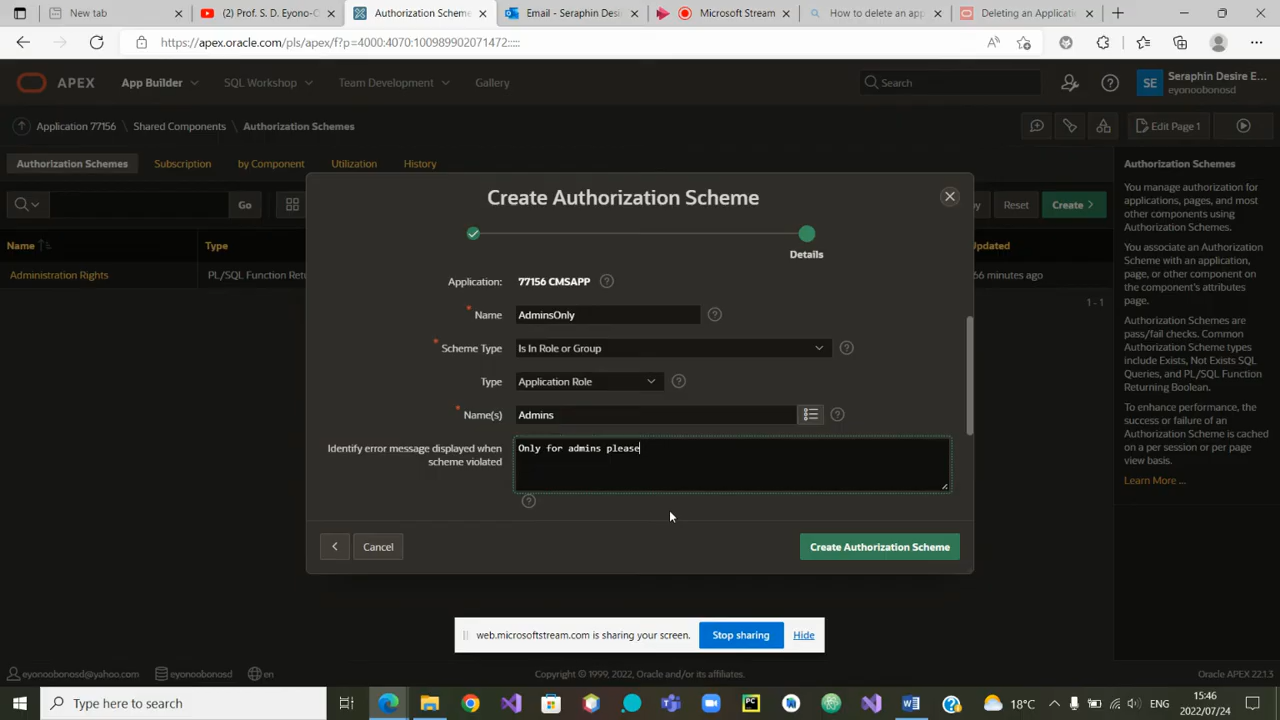 New tab
(2) Prof. S. D. Eyono-O
Authorization Scheme
Email - Seraphin Desire E
Microsoft Stream
How to delete an app
Deleting an Applicatio
https://apex.oracle.com/pls/apex/f?p=4000:4070:100989902071472:::::
APEX
App Builder
SQL Workshop
Team Development
Gallery
Search
SE
Seraphin Desire E...
eyonoobonosd
Application 77156
Shared Components
Authorization Schemes
Edit Page 1
Authorization Schemes
Subscription
by Component
Utilization
History
Go
Reset
Create >
Name
Type
Updated
Administration Rights
PL/SQL Function Retu
66 minutes ago
1 - 1
Create Authorization Scheme
Details
Application: 77156 CMSAPP
* Name AdminsOnly
* Scheme Type Is In Role or Group
Type Application Role
* Name(s) Admins
Identify error message displayed when
scheme violated
Only for admins please
Cancel
Create Authorization Scheme
Authorization Schemes
You manage authorization for
applications, pages, and most
other components using
Authorization Schemes.
You associate an Authorization
Scheme with an application,
page, or other component on
the component's attributes
page.
Authorization Schemes are
pass/fail checks. Common
Authorization Scheme types
include Exists, Not Exists SQL
Queries, and PL/SQL Function
Returning Boolean.
To enhance performance, the
success or failure of an
Authorization Scheme is cached
on a per session or per page
view basis.
Learn More ...
web.microsoftstream.com is sharing your screen.
Stop sharing
Hide
eyonoobonosd@yahoo.com
eyonoobonosd
en
Copyright © 1999, 2022, Oracle and/or its affiliates.
Oracle APEX 22.1.3
Type here to search
PC
18°C
ENG
15:46
2022/07/24